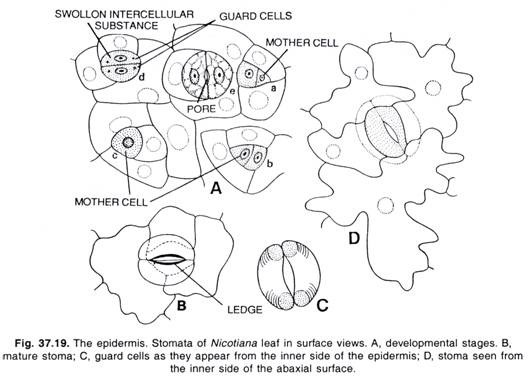 SWOLLON INTERCELLULAR
SUBSTANCE
GUARD CELLS
MOTHER CELL
d
e
a
PORE
c
b
A
MOTHER CELL
D
B
LEDGE
C
Fig. 37.19. The epidermis. Stomata of Nicotiana leaf in surface views. A, developmental stages. B,
mature stoma; C, guard cells as they appear from the inner side of the epidermis; D, stoma seen from
the inner side of the abaxial surface.